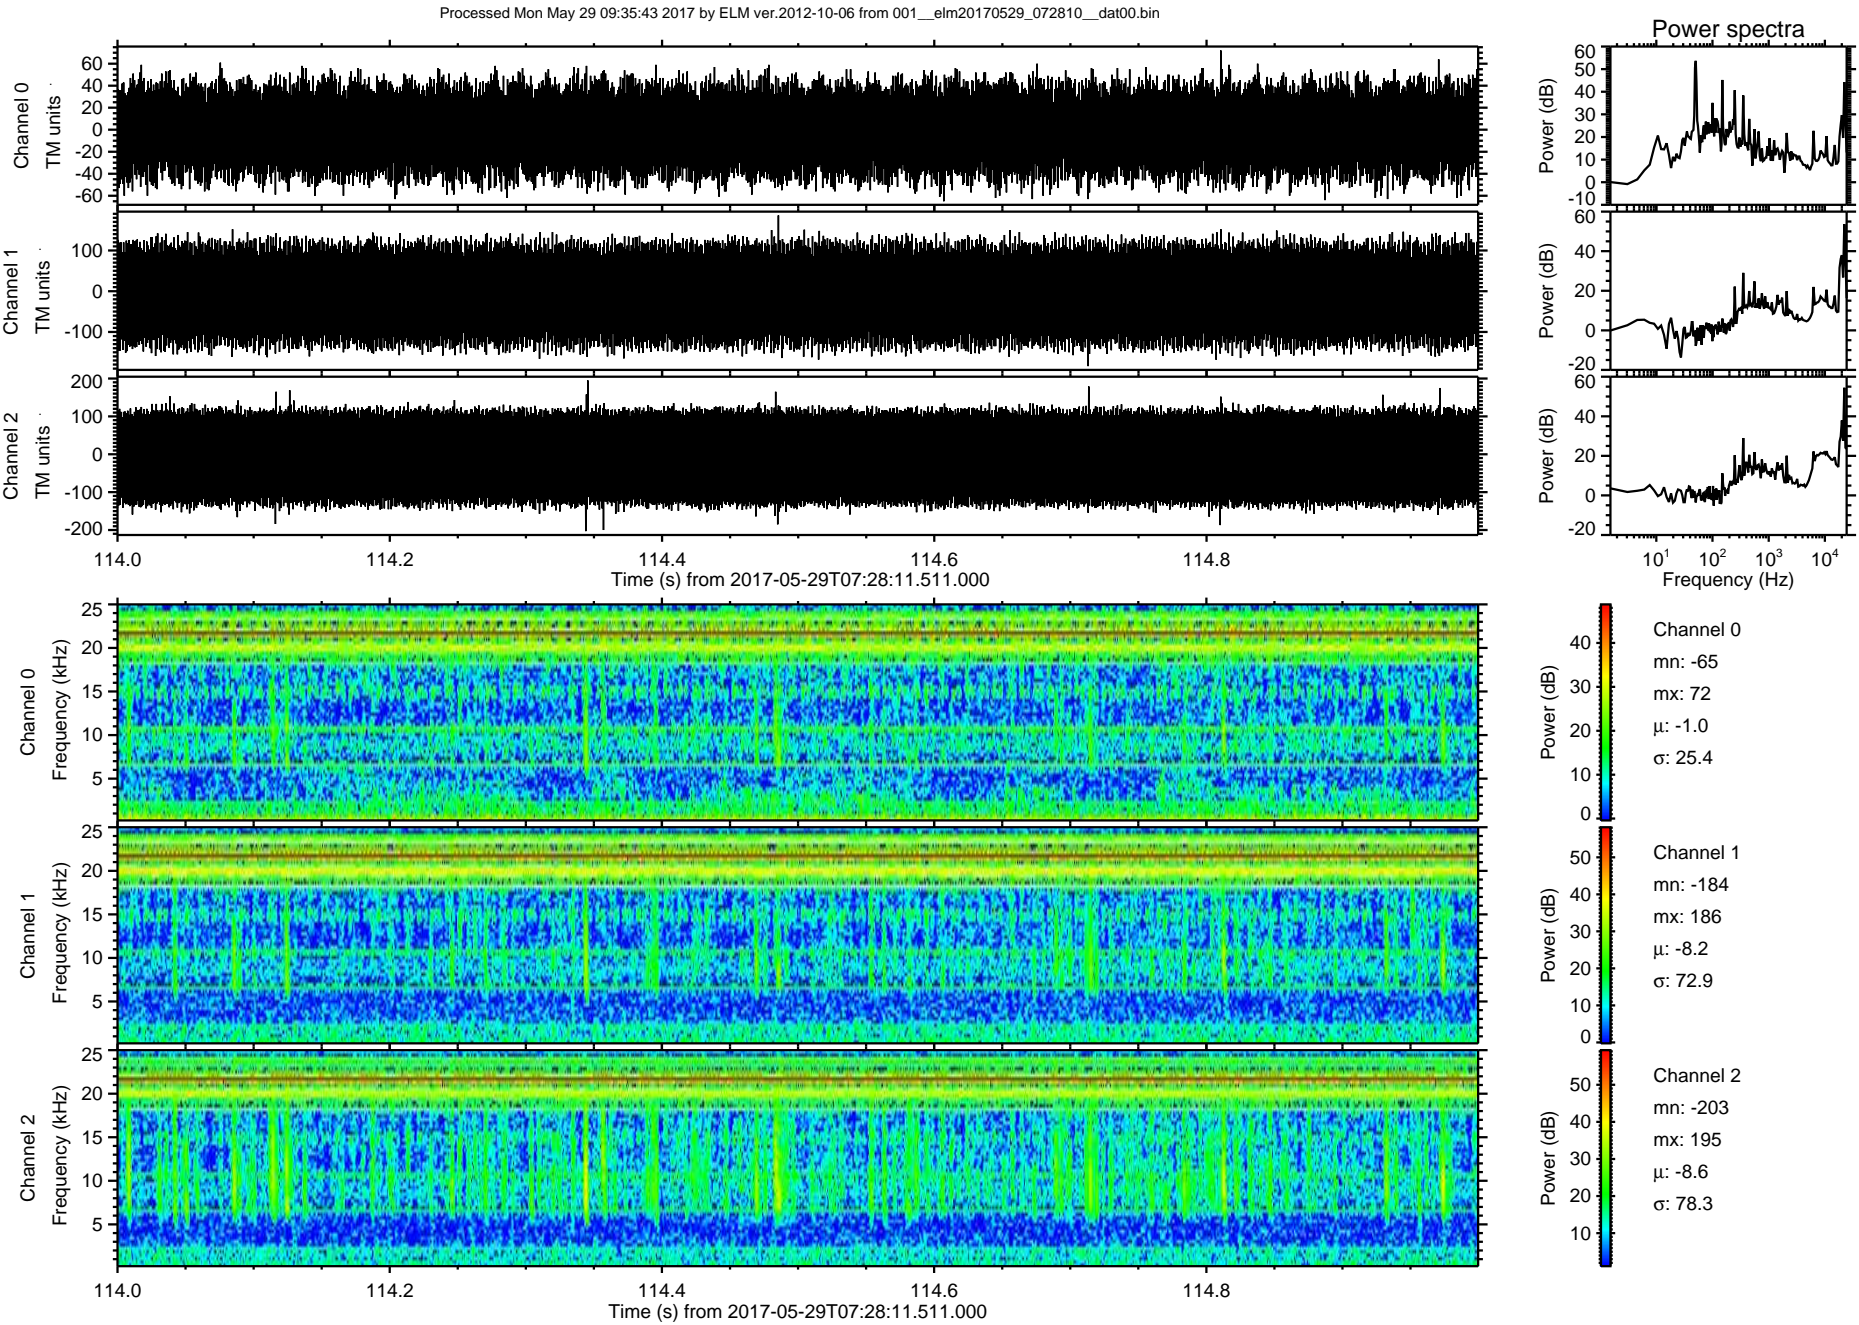 Processed Mon May 29 09:35:43 2017 by ELM ver.2012-10-06 from 001__elm20170529_072810__dat00.bin
Power spectra
Channel 0
TM units
60
40
20
0
-20
-40
-60
Power (dB)
60
50
40
30
20
10
0
-10
Channel 1
TM units
100
0
-100
Power (dB)
60
40
20
0
-20
Channel 2
TM units
200
100
0
-100
-200
Power (dB)
60
40
20
0
-20
114.0 114.2 114.4 114.6 114.8
Time (s) from 2017-05-29T07:28:11.511.000
10^1 10^2 10^3 10^4
Frequency (Hz)
Channel 0
Frequency (kHz)
25
20
15
10
5
Power (dB)
40
30
20
10
0
Channel 0
mn: -65
mx: 72
μ: -1.0
σ: 25.4
Channel 1
Frequency (kHz)
25
20
15
10
5
Power (dB)
50
40
30
20
10
0
Channel 1
mn: -184
mx: 186
μ: -8.2
σ: 72.9
Channel 2
Frequency (kHz)
25
20
15
10
5
Power (dB)
50
40
30
20
10
Channel 2
mn: -203
mx: 195
μ: -8.6
σ: 78.3
114.0 114.2 114.4 114.6 114.8
Time (s) from 2017-05-29T07:28:11.511.000